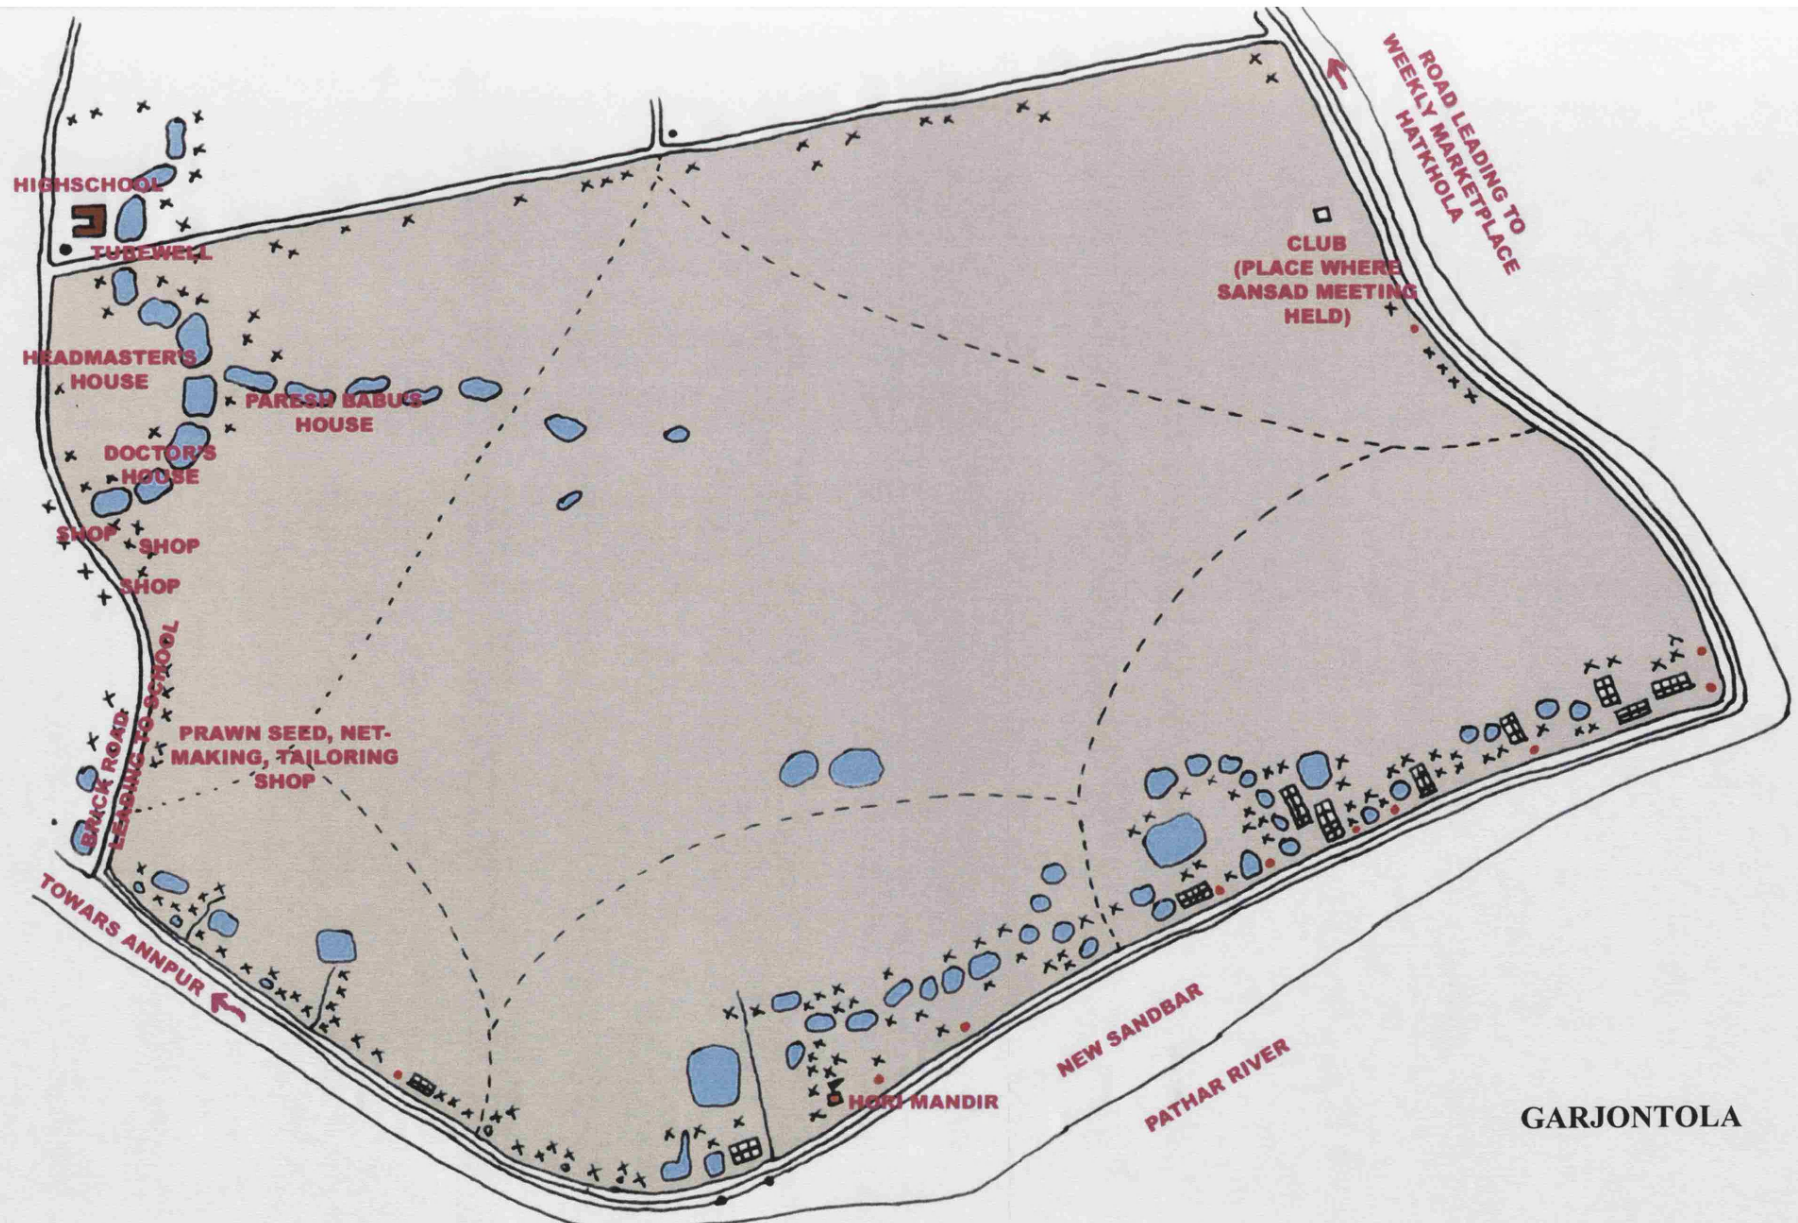 ROAD LEADING TO
WEEKLY MARKETPLACE
HATKHOLA
HIGHSCHOOL
TUBEWELL
CLUB
(PLACE WHERE
SANSAD MEETING
HELD)
HEADMASTER'S
HOUSE
PARESH BABU'S
HOUSE
DOCTOR'S
HOUSE
SHOP
SHOP
SHOP
BRICK ROAD
LEADING TO SCHOOL
PRAWN SEED, NET-
MAKING, TAILORING
SHOP
TOWARS ANNPUR
NEW SANDBAR
PATHAR RIVER
HORI MANDIR
GARJONTOLA